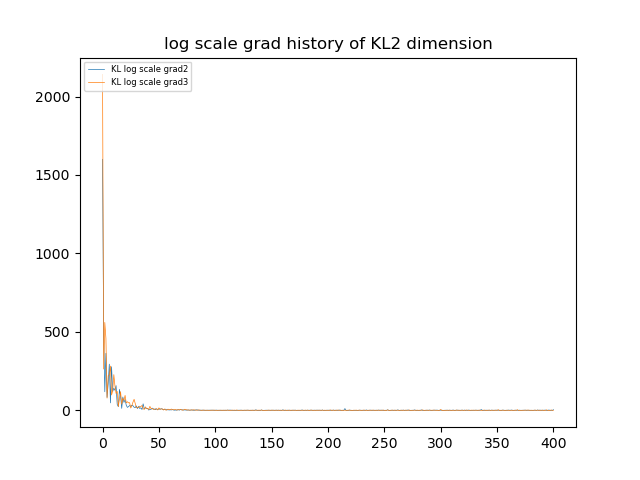 log scale grad history of KL2 dimension
KL log scale grad2
KL log scale grad3
2000
1500
1000
500
0
0 50 100 150 200 250 300 350 400